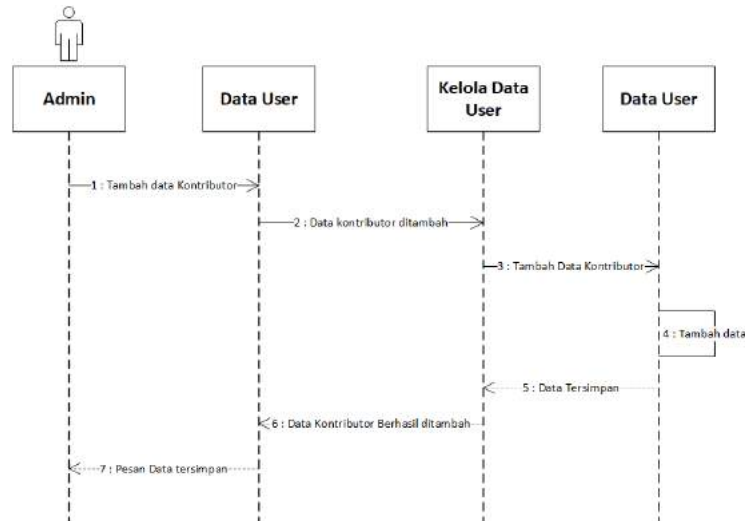 Admin
Data User
Kelola Data
User
Data User
1 : Tambah data Kontributor
2 : Data kontributor ditambah
3 : Tambah Data Kontributor
4 : Tambah data
5 : Data Tersimpan
6 : Data Kontributor Berhasil ditambah
7 : Pesan Data tersimpan